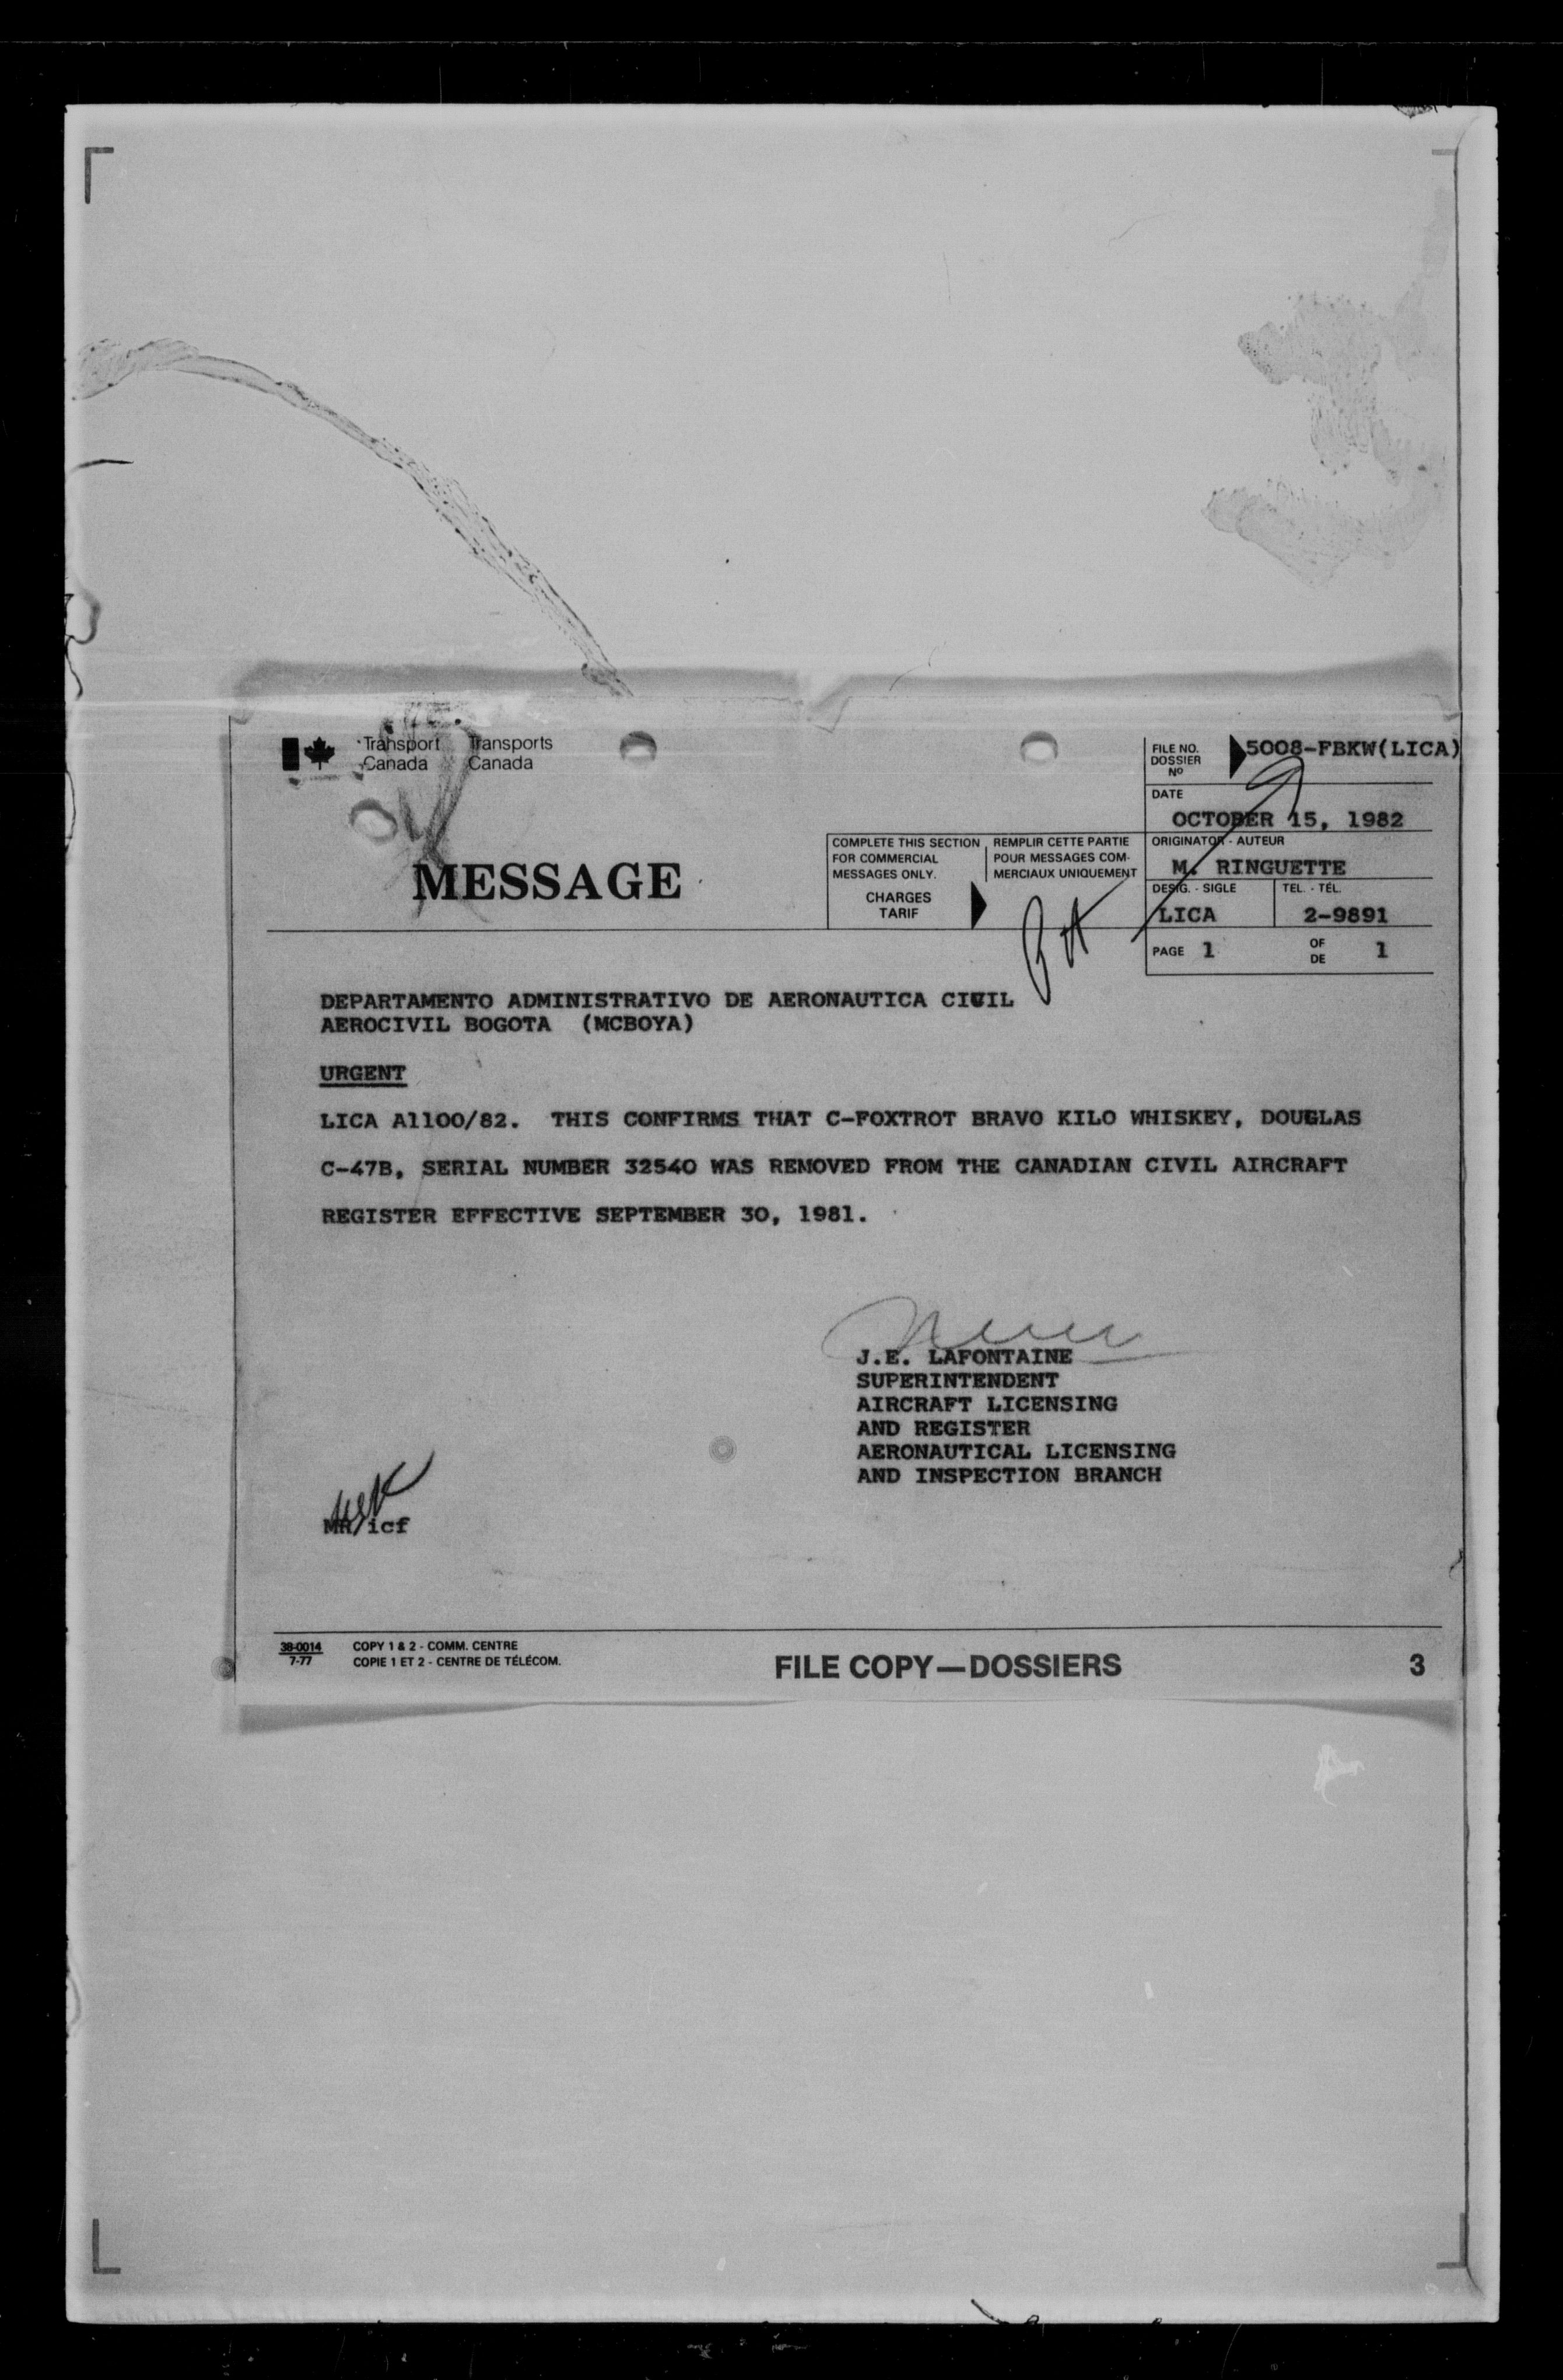 Transport Canada
Transports Canada
FILE NO.
DOSSIER
Nº
5008-FBKW(LICA)
DATE
OCTOBER 15, 1982
ORIGINATOR - AUTEUR
M. RINGUETTE
DESIG. - SIGLE
TEL. - TÉL.
LICA
2-9891
PAGE 1
OF
DE
1
MESSAGE
COMPLETE THIS SECTION
FOR COMMERCIAL
MESSAGES ONLY.
REMPLIR CETTE PARTIE
POUR MESSAGES COM-
MERCIAUX UNIQUEMENT
CHARGES
TARIF
DEPARTAMENTO ADMINISTRATIVO DE AERONAUTICA CIVIL
AEROCIVIL BOGOTA (MCBOYA)
URGENT
LICA A1100/82. THIS CONFIRMS THAT C-FOXTROT BRAVO KILO WHISKEY, DOUGLAS
C-47B, SERIAL NUMBER 32540 WAS REMOVED FROM THE CANADIAN CIVIL AIRCRAFT
REGISTER EFFECTIVE SEPTEMBER 30, 1981.
J.E. LAFONTAINE
SUPERINTENDENT
AIRCRAFT LICENSING
AND REGISTER
AERONAUTICAL LICENSING
AND INSPECTION BRANCH
MR/icf
38-0014
7-77
COPY 1 & 2 - COMM. CENTRE
COPIE 1 ET 2 - CENTRE DE TÉLÉCOM.
FILE COPY—DOSSIERS
3